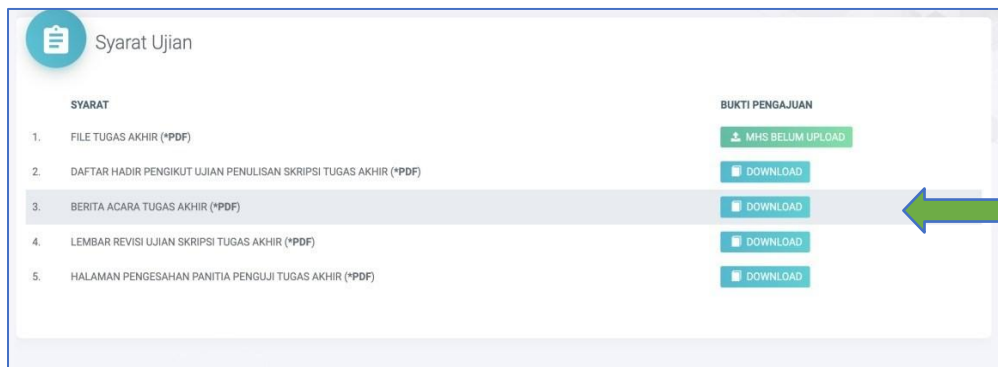 Syarat Ujian
SYARAT BUKTI PENGAJUAN
1. FILE TUGAS AKHIR (*PDF) MHS BELUM UPLOAD
2. DAFTAR HADIR PENGIKUT UJIAN PENULISAN SKRIPSI TUGAS AKHIR (*PDF) DOWNLOAD
3. BERITA ACARA TUGAS AKHIR (*PDF) DOWNLOAD
4. LEMBAR REVISI UJIAN SKRIPSI TUGAS AKHIR (*PDF) DOWNLOAD
5. HALAMAN PENGESAHAN PANITIA PENGUJI TUGAS AKHIR (*PDF) DOWNLOAD